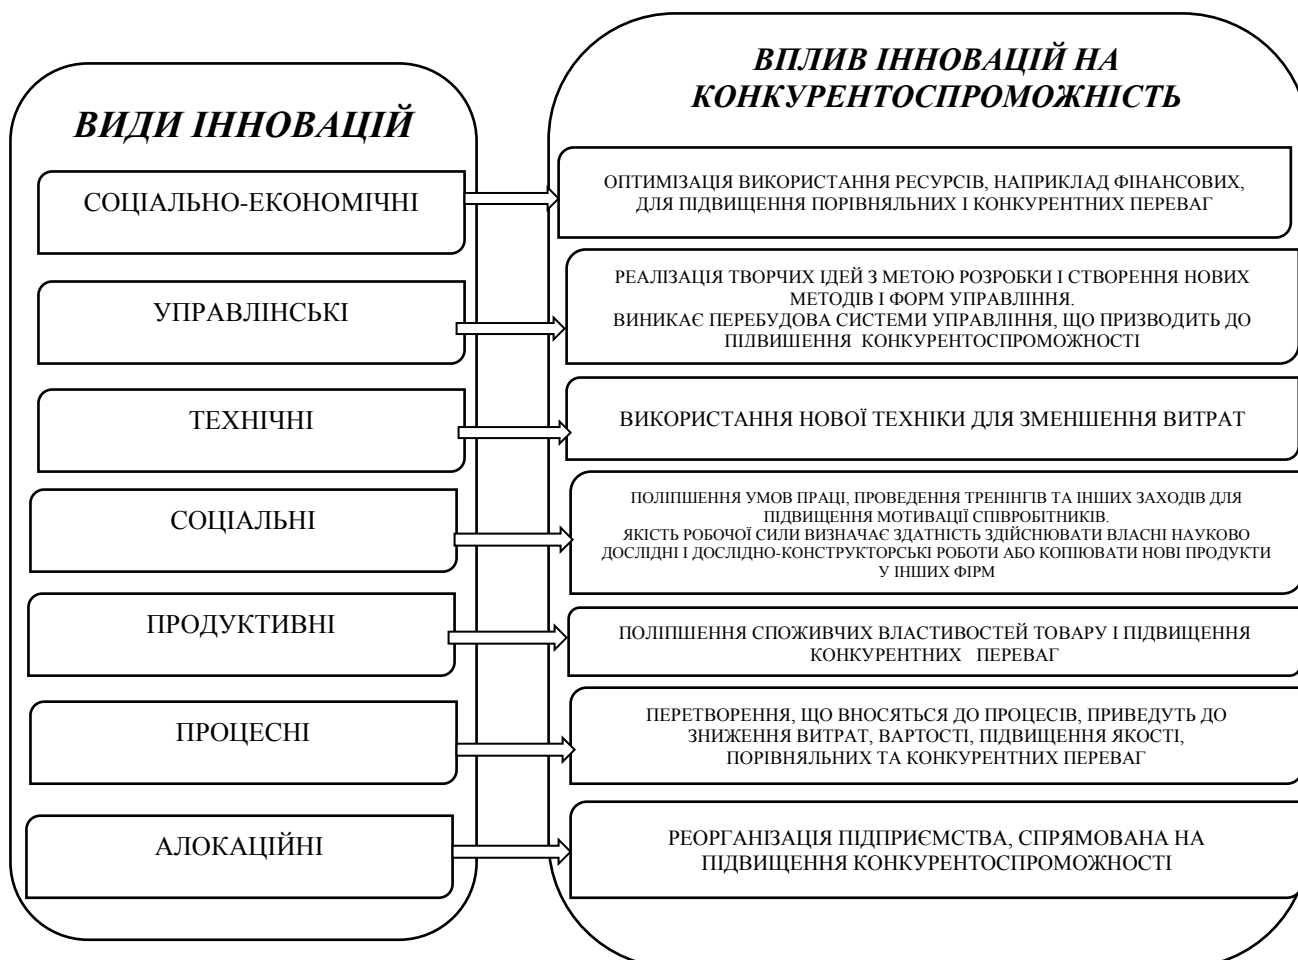 ВИДИ ІННОВАЦІЙ
СОЦІАЛЬНО-ЕКОНОМІЧНІ
УПРАВЛІНСЬКІ
ТЕХНІЧНІ
СОЦІАЛЬНІ
ПРОДУКТИВНІ
ПРОЦЕСНІ
АЛОКАЦІЙНІ
ВПЛИВ ІННОВАЦІЙ НА
КОНКУРЕНТОСПРОМОЖНІСТЬ
ОПТИМІЗАЦІЯ ВИКОРИСТАННЯ РЕСУРСІВ, НАПРИКЛАД ФІНАНСОВИХ,
ДЛЯ ПІДВИЩЕННЯ ПОРІВНЯЛЬНИХ І КОНКУРЕНТНИХ ПЕРЕВАГ
РЕАЛІЗАЦІЯ ТВОРЧИХ ІДЕЙ З МЕТОЮ РОЗРОБКИ І СТВОРЕННЯ НОВИХ
МЕТОДІВ І ФОРМ УПРАВЛІННЯ.
ВИНИКАЄ ПЕРЕБУДОВА СИСТЕМИ УПРАВЛІННЯ, ЩО ПРИЗВОДИТЬ ДО
ПІДВИЩЕННЯ КОНКУРЕНТОСПРОМОЖНОСТІ
ВИКОРИСТАННЯ НОВОЇ ТЕХНІКИ ДЛЯ ЗМЕНШЕННЯ ВИТРАТ
ПОЛІПШЕННЯ УМОВ ПРАЦІ, ПРОВЕДЕННЯ ТРЕНІНГІВ ТА ІНШИХ ЗАХОДІВ ДЛЯ
ПІДВИЩЕННЯ МОТИВАЦІЇ СПІВРОБІТНИКІВ.
ЯКІСТЬ РОБОЧОЇ СИЛИ ВИЗНАЧАЄ ЗДАТНІСТЬ ЗДІЙСНЮВАТИ ВЛАСНІ НАУКОВО
ДОСЛІДНІ І ДОСЛІДНО-КОНСТРУКТОРСЬКІ РОБОТИ АБО КОПІЮВАТИ НОВІ ПРОДУКТИ
У ІНШИХ ФІРМ
ПОЛІПШЕННЯ СПОЖИВЧИХ ВЛАСТИВОСТЕЙ ТОВАРУ І ПІДВИЩЕННЯ
КОНКУРЕНТНИХ ПЕРЕВАГ
ПЕРЕТВОРЕННЯ, ЩО ВНОСЯТЬСЯ ДО ПРОЦЕСІВ, ПРИВЕДУТЬ ДО
ЗНИЖЕННЯ ВИТРАТ, ВАРТОСТІ, ПІДВИЩЕННЯ ЯКОСТІ,
ПОРІВНЯЛЬНИХ ТА КОНКУРЕНТНИХ ПЕРЕВАГ
РЕОРГАНІЗАЦІЯ ПІДПРИЄМСТВА, СПРЯМОВАНА НА
ПІДВИЩЕННЯ КОНКУРЕНТОСПРОМОЖНОСТІ